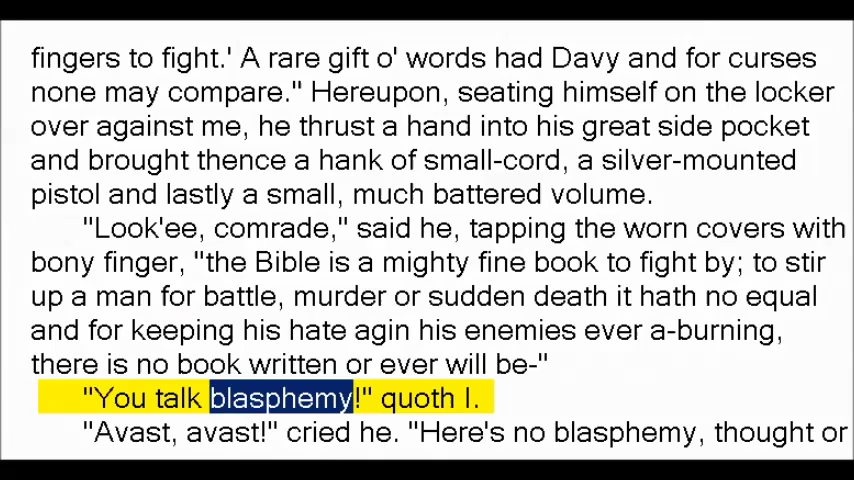 fingers to fight.' A rare gift o' words had Davy and for curses
none may compare." Hereupon, seating himself on the locker
over against me, he thrust a hand into his great side pocket
and brought thence a hank of small-cord, a silver-mounted
pistol and lastly a small, much battered volume.
"Look'ee, comrade," said he, tapping the worn covers with
bony finger, "the Bible is a mighty fine book to fight by; to stir
up a man for battle, murder or sudden death it hath no equal
and for keeping his hate agin his enemies ever a-burning,
there is no book written or ever will be-"
"You talk blasphemy!" quoth I.
"Avast, avast!" cried he. "Here's no blasphemy, thought or